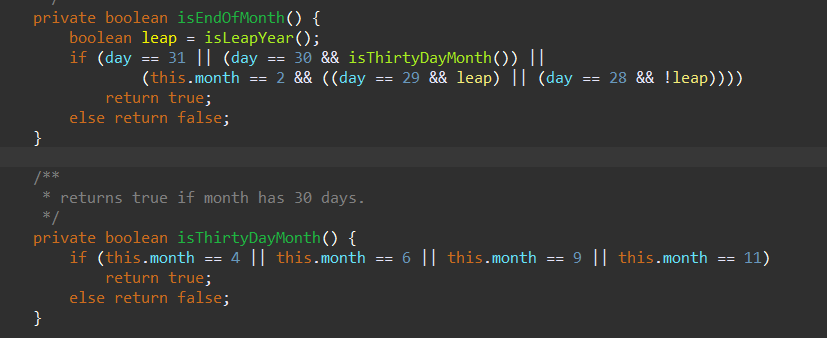 */
private boolean isEndOfMonth() {
boolean leap = isLeapYear();
if (day == 31 || (day == 30 && isThirtyDayMonth()) ||
(this.month == 2 && ((day == 29 && leap) || (day == 28 && !leap))))
return true;
else return false;
}
/**
* returns true if month has 30 days.
*/
private boolean isThirtyDayMonth() {
if (this.month == 4 || this.month == 6 || this.month == 9 || this.month == 11)
return true;
else return false;
}